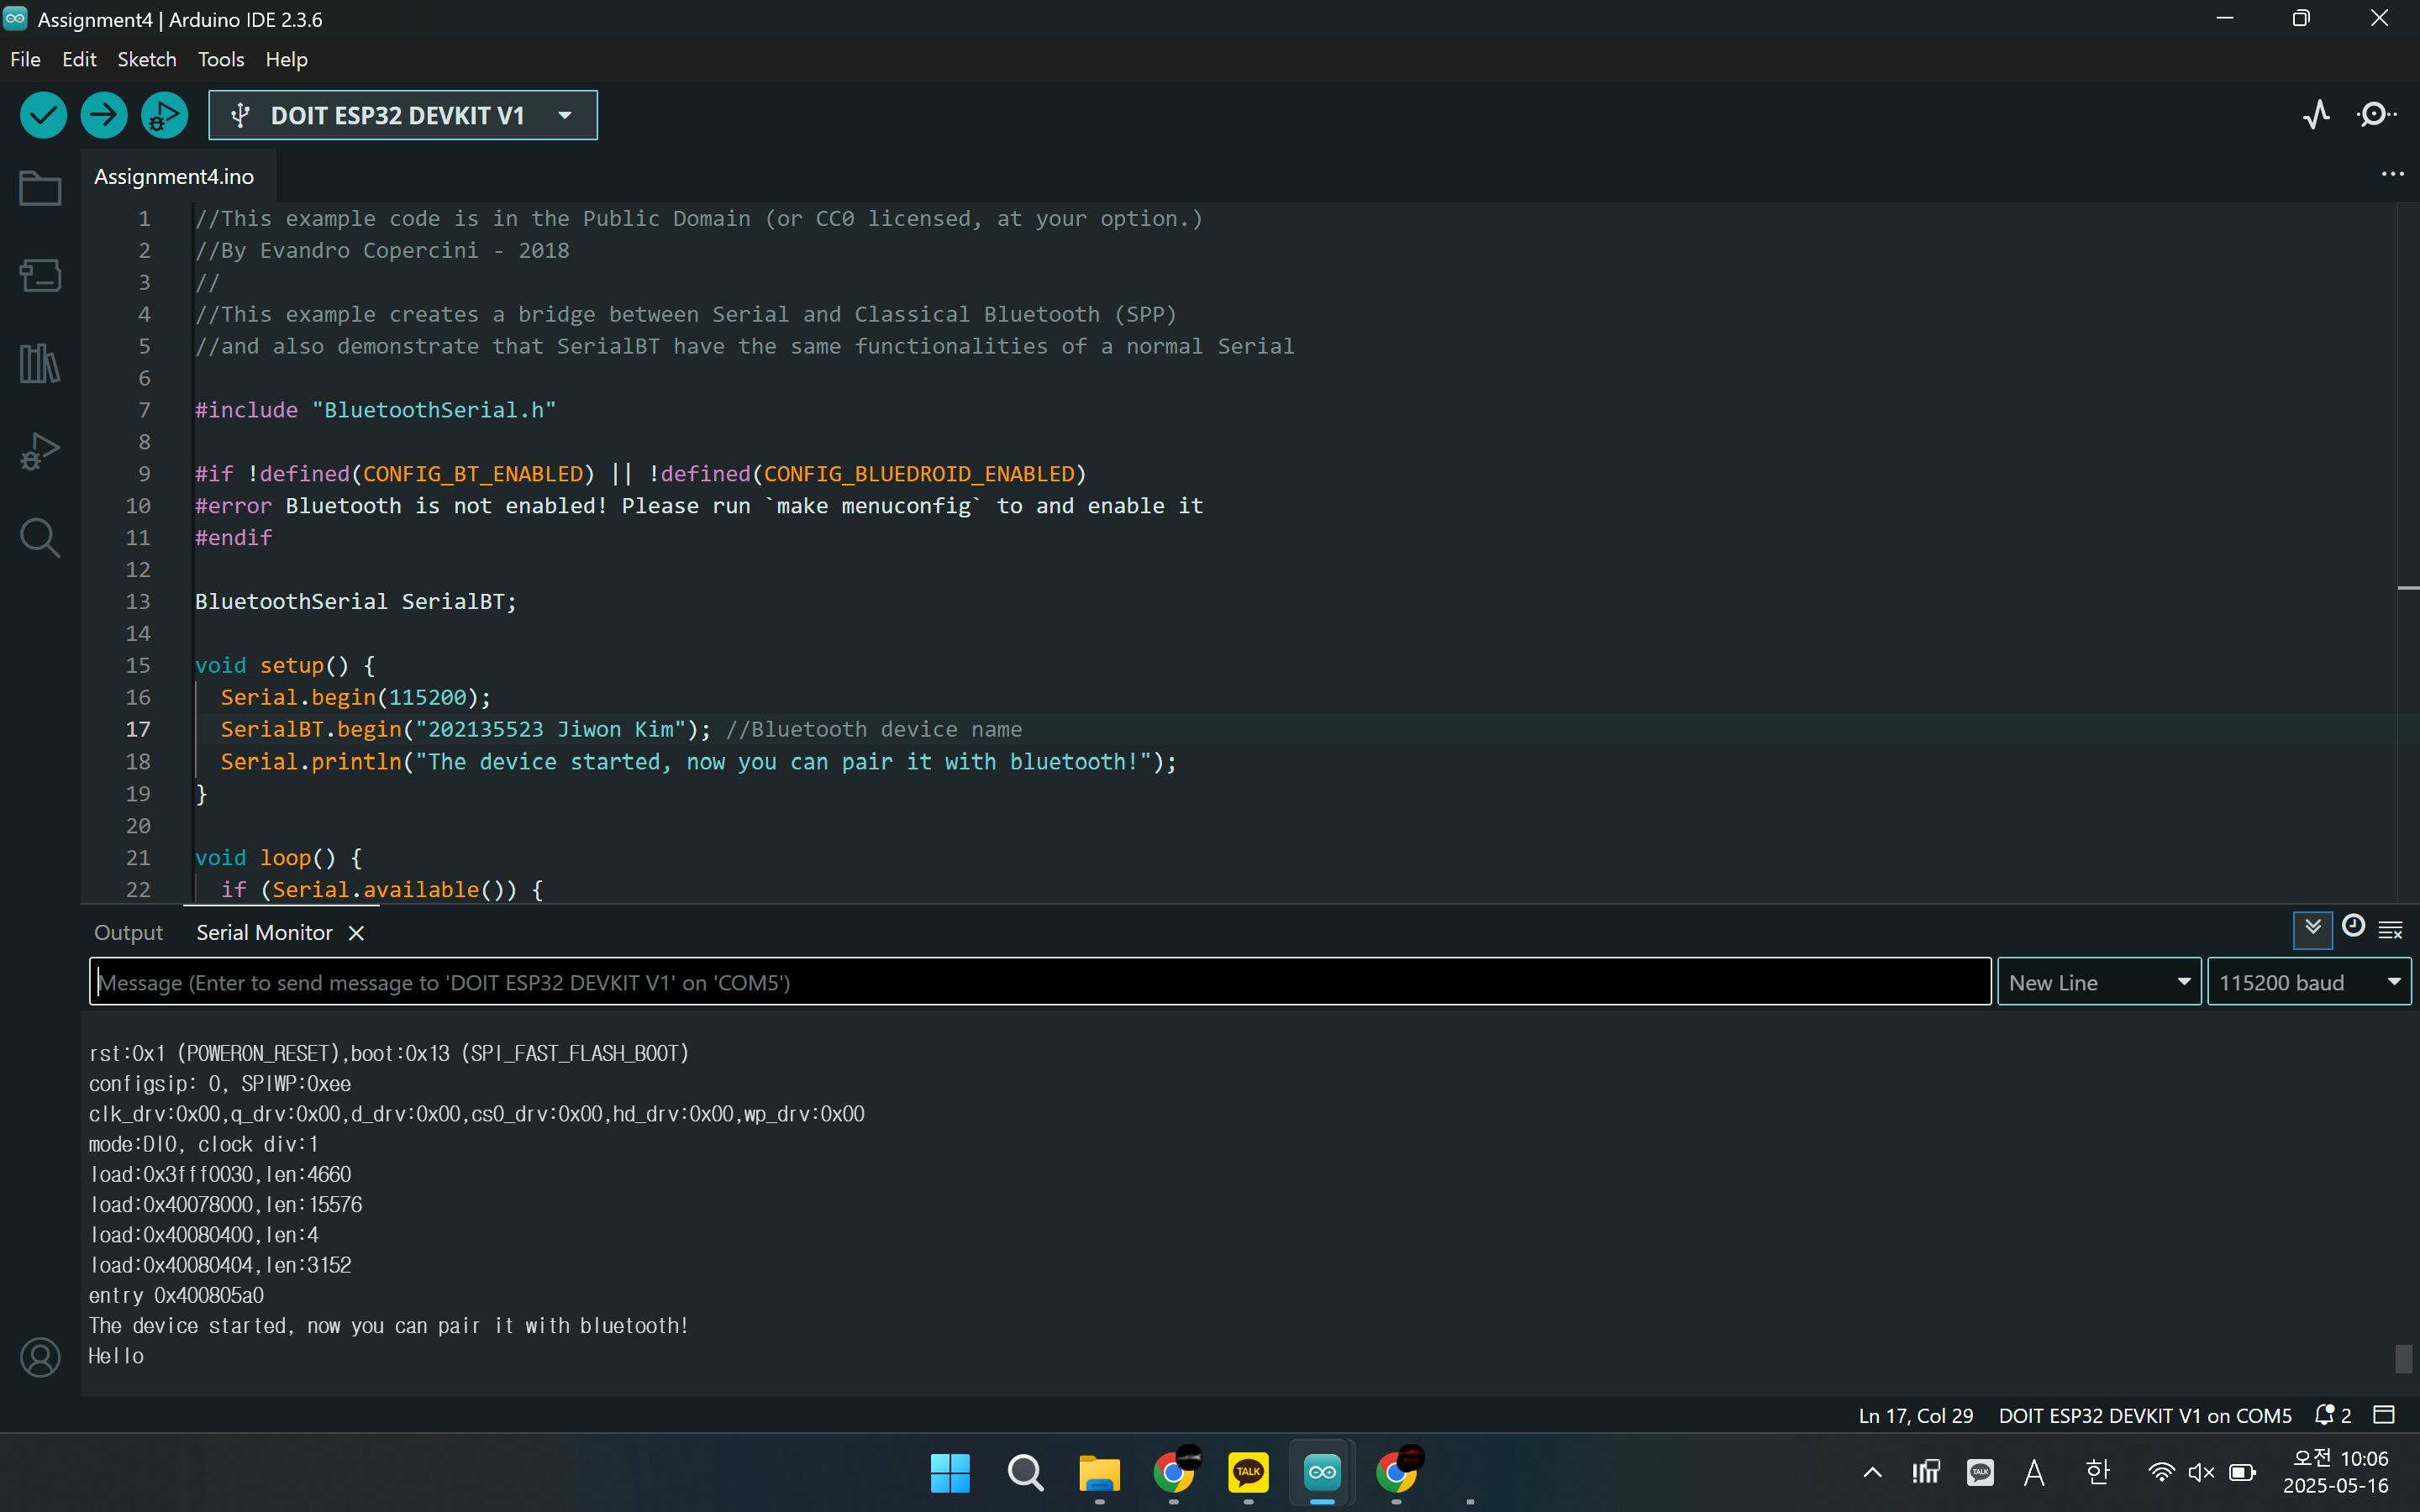 Assignment4 | Arduino IDE 2.3.6
File Edit Sketch Tools Help
DOIT ESP32 DEVKIT V1
Assignment4.ino
1 //This example code is in the Public Domain (or CC0 licensed, at your option.)
2 //By Evandro Copercini - 2018
3 //
4 //This example creates a bridge between Serial and Classical Bluetooth (SPP)
5 //and also demonstrate that SerialBT have the same functionalities of a normal Serial
6
7 #include "BluetoothSerial.h"
8
9 #if !defined(CONFIG_BT_ENABLED) || !defined(CONFIG_BLUEDROID_ENABLED)
10 #error Bluetooth is not enabled! Please run `make menuconfig` to and enable it
11 #endif
12
13 BluetoothSerial SerialBT;
14
15 void setup() {
16 Serial.begin(115200);
17 SerialBT.begin("202135523 Jiwon Kim"); //Bluetooth device name
18 Serial.println("The device started, now you can pair it with bluetooth!");
19 }
20
21 void loop() {
22 if (Serial.available()) {
Output Serial Monitor
Message (Enter to send message to 'DOIT ESP32 DEVKIT V1' on 'COM5') New Line 115200 baud
rst:0x1 (POWERON_RESET),boot:0x13 (SPI_FAST_FLASH_BOOT)
configsip: 0, SPIWP:0xee
clk_drv:0x00,q_drv:0x00,d_drv:0x00,cs0_drv:0x00,hd_drv:0x00,wp_drv:0x00
mode:DIO, clock div:1
load:0x3fff0030,len:4660
load:0x40078000,len:15576
load:0x40080400,len:4
load:0x40080404,len:3152
entry 0x400805a0
The device started, now you can pair it with bluetooth!
Hello
Ln 17, Col 29 DOIT ESP32 DEVKIT V1 on COM5 2
TALK TALK A 한 오전 10:06
2025-05-16